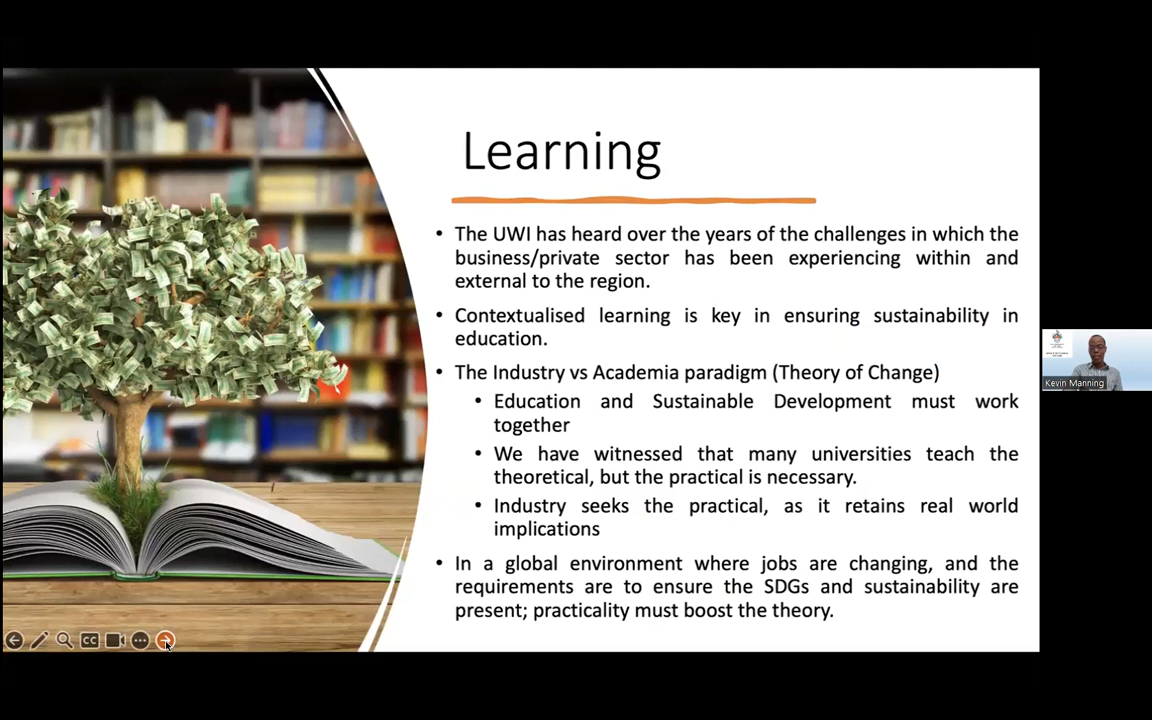 Learning
• The UWI has heard over the years of the challenges in which the
business/private sector has been experiencing within and
external to the region.
• Contextualised learning is key in ensuring sustainability in
education.
• The Industry vs Academia paradigm (Theory of Change)
• Education and Sustainable Development must work
together
• We have witnessed that many universities teach the
theoretical, but the practical is necessary.
• Industry seeks the practical, as it retains real world
implications
• In a global environment where jobs are changing, and the
requirements are to ensure the SDGs and sustainability are
present; practicality must boost the theory.
Kevin Manning
CC